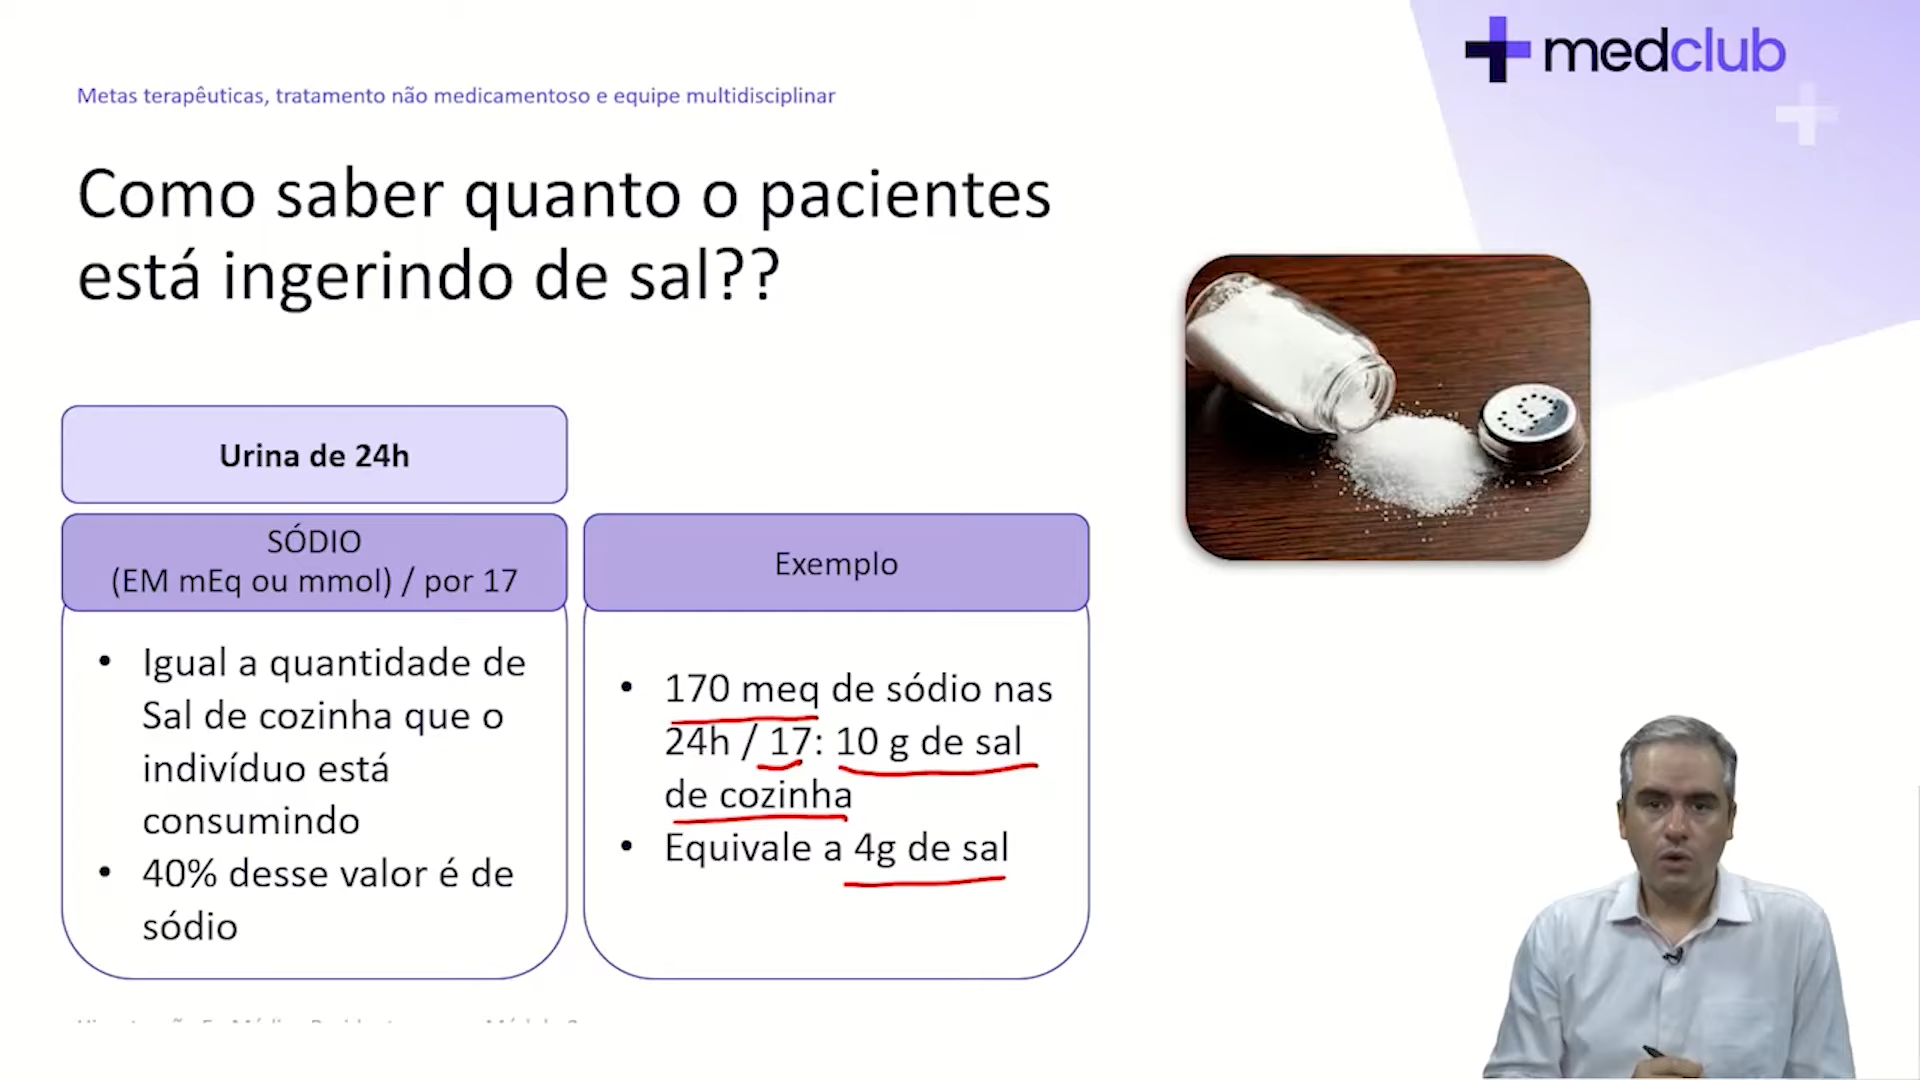 medclub
Metas terapêuticas, tratamento não medicamentoso e equipe multidisciplinar
Como saber quanto o pacientes
está ingerindo de sal??
Urina de 24h
SÓDIO
(EM mEq ou mmol) / por 17
Igual a quantidade de
Sal de cozinha que o
indivíduo está
consumindo
40% desse valor é de
sódio
Exemplo
170 meq de sódio nas
24h / 17: 10 g de sal
de cozinha
Equivale a 4g de sal